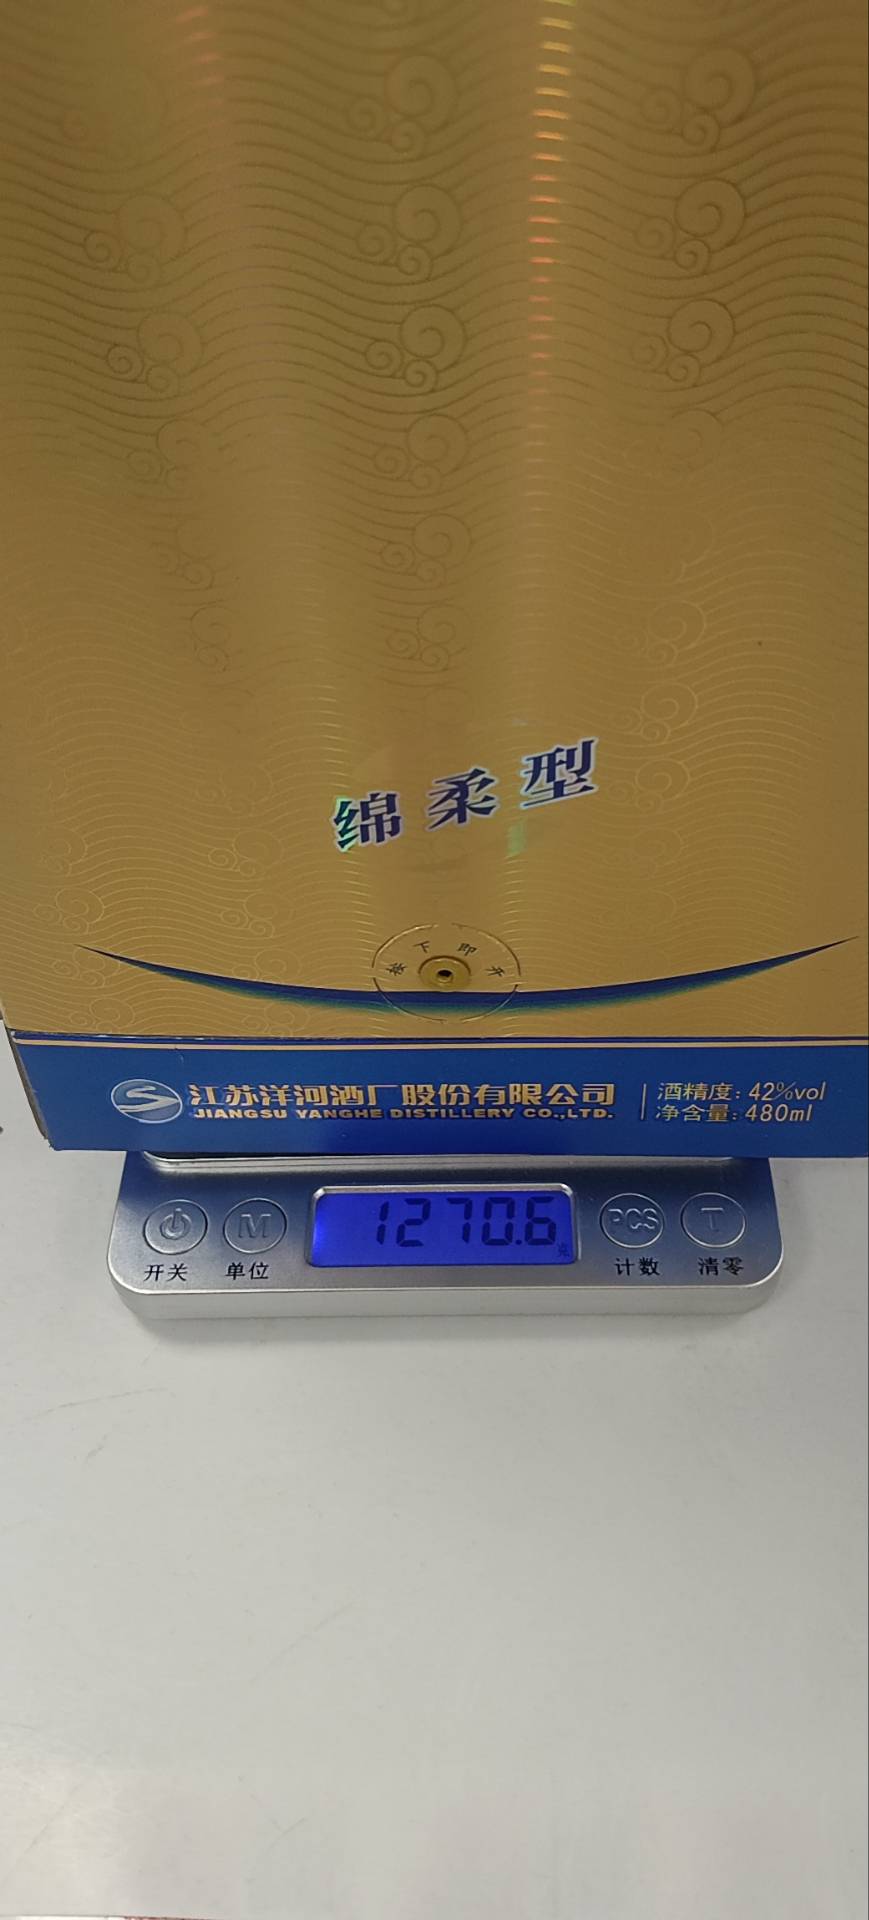 绵柔型
按下即开
江苏洋河酒厂股份有限公司
JIANGSU YANGHE DISTILLERY CO.,LTD.
酒精度: 42%vol
净含量: 480ml
1270.6
克
M
PCS
T
开关
单位
计数
清零